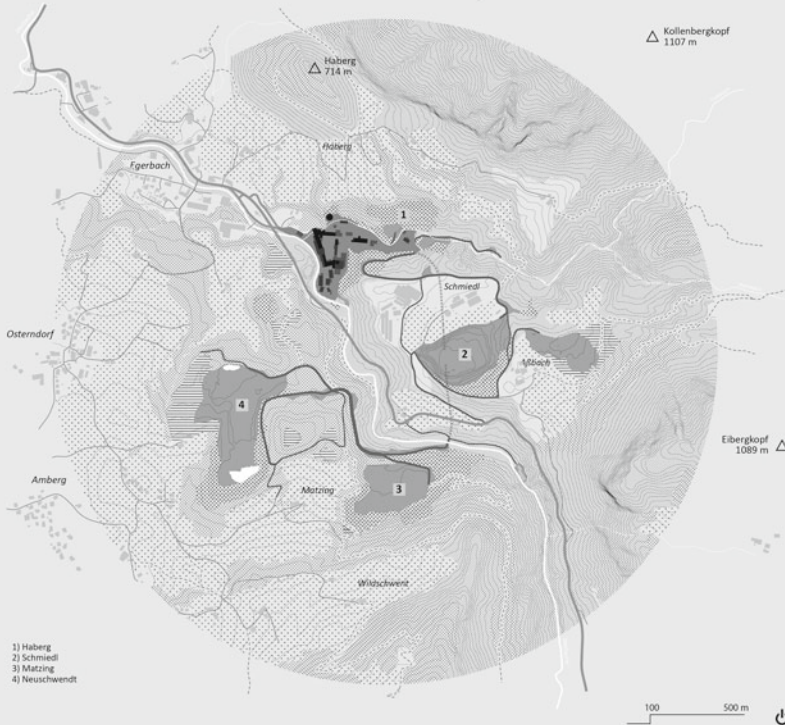 Kollenbergkopf
1107 m
Haberg
714 m
Haberg
Egerbach
1
Schmiedl
Osterndorf
2
Aßbach
4
Eibergkopf
1089 m
Amberg
Matzing
3
Wildschwent
1) Haberg
2) Schmiedl
3) Matzing
4) Neuschwendt
100
500 m